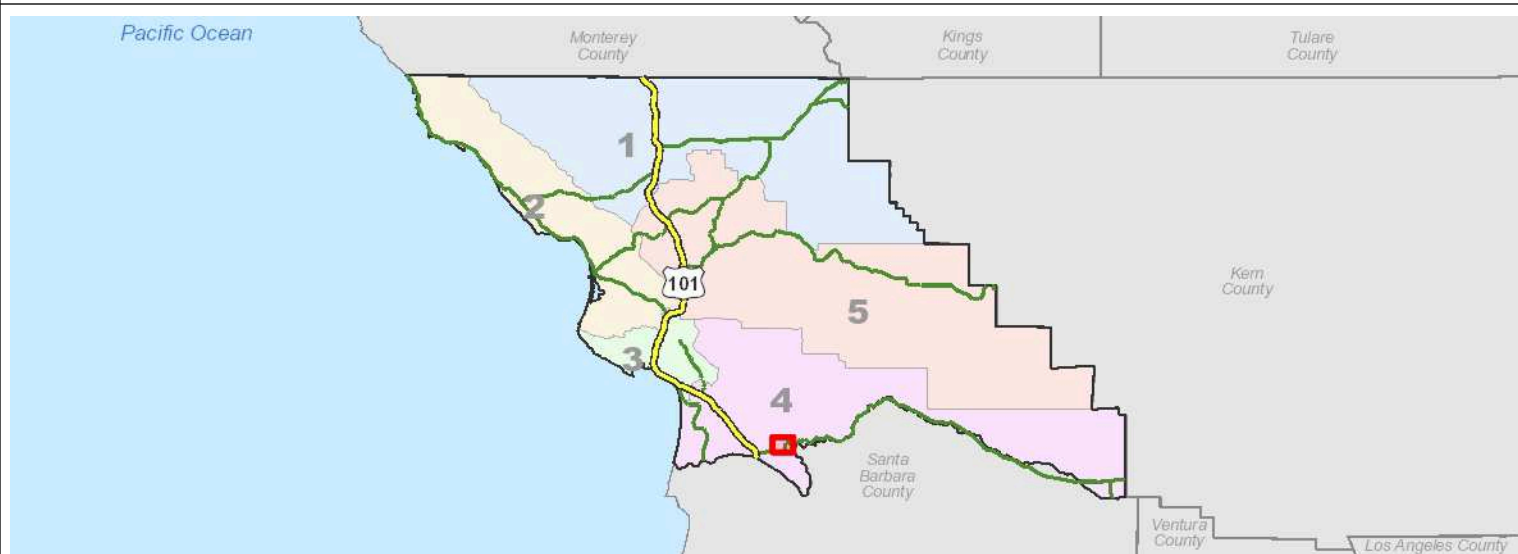 Pacific Ocean
Monterey
County
Kings
County
Tulare
County
1
2
101
Kern
County
5
3
4
Santa
Barbara
County
Ventura
County
Los Angeles County